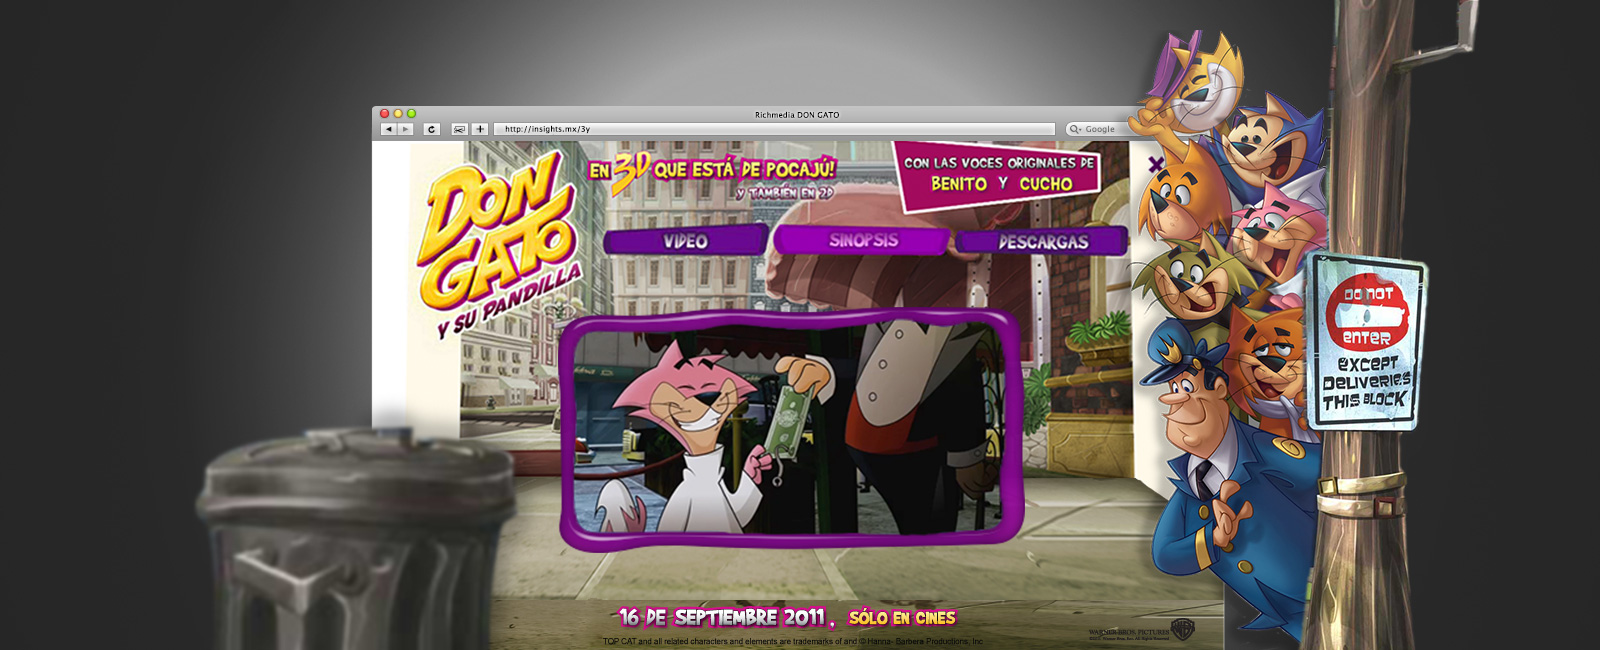 Richmedia DON GATO
http://insights.mx/3y
Google
DON
GATO
Y SU PANDILLA
EN 3D QUE ESTÁ DE POCAJÚ!
Y TAMBIÉN EN 2D
CON LAS VOCES ORIGINALES DE
BENITO Y CUCHO
VIDEO
SINOPSIS
DESCARGAS
DO NOT
ENTER
EXCEPT
DELIVERIES
THIS BLOCK
16 DE SEPTIEMBRE 2011, SÓLO EN CINES
TOP CAT and all related characters and elements are trademarks of and © Hanna- Barbera Productions, Inc
WARNER BROS. PICTURES